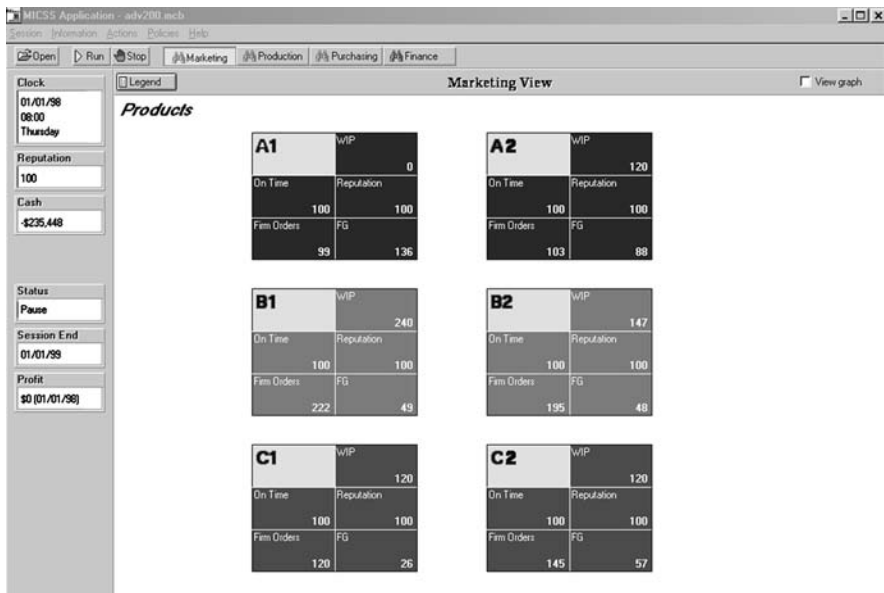 MICSS Application - adv200.mcb
Session Information Actions Policies Help
Open Run Stop Marketing Production Purchasing Finance
Clock
01/01/98
08:00
Thursday
Reputation
100
Cash
-$235,448
Status
Pause
Session End
01/01/99
Profit
$0 (01/01/98)
Legend Marketing View View graph
Products
A1 WIP
0
On Time Reputation
100 100
Firm Orders FG
99 136
A2 WIP
120
On Time Reputation
100 100
Firm Orders FG
103 88
B1 WIP
240
On Time Reputation
100 100
Firm Orders FG
222 49
B2 WIP
147
On Time Reputation
100 100
Firm Orders FG
195 48
C1 WIP
120
On Time Reputation
100 100
Firm Orders FG
120 26
C2 WIP
120
On Time Reputation
100 100
Firm Orders FG
145 57